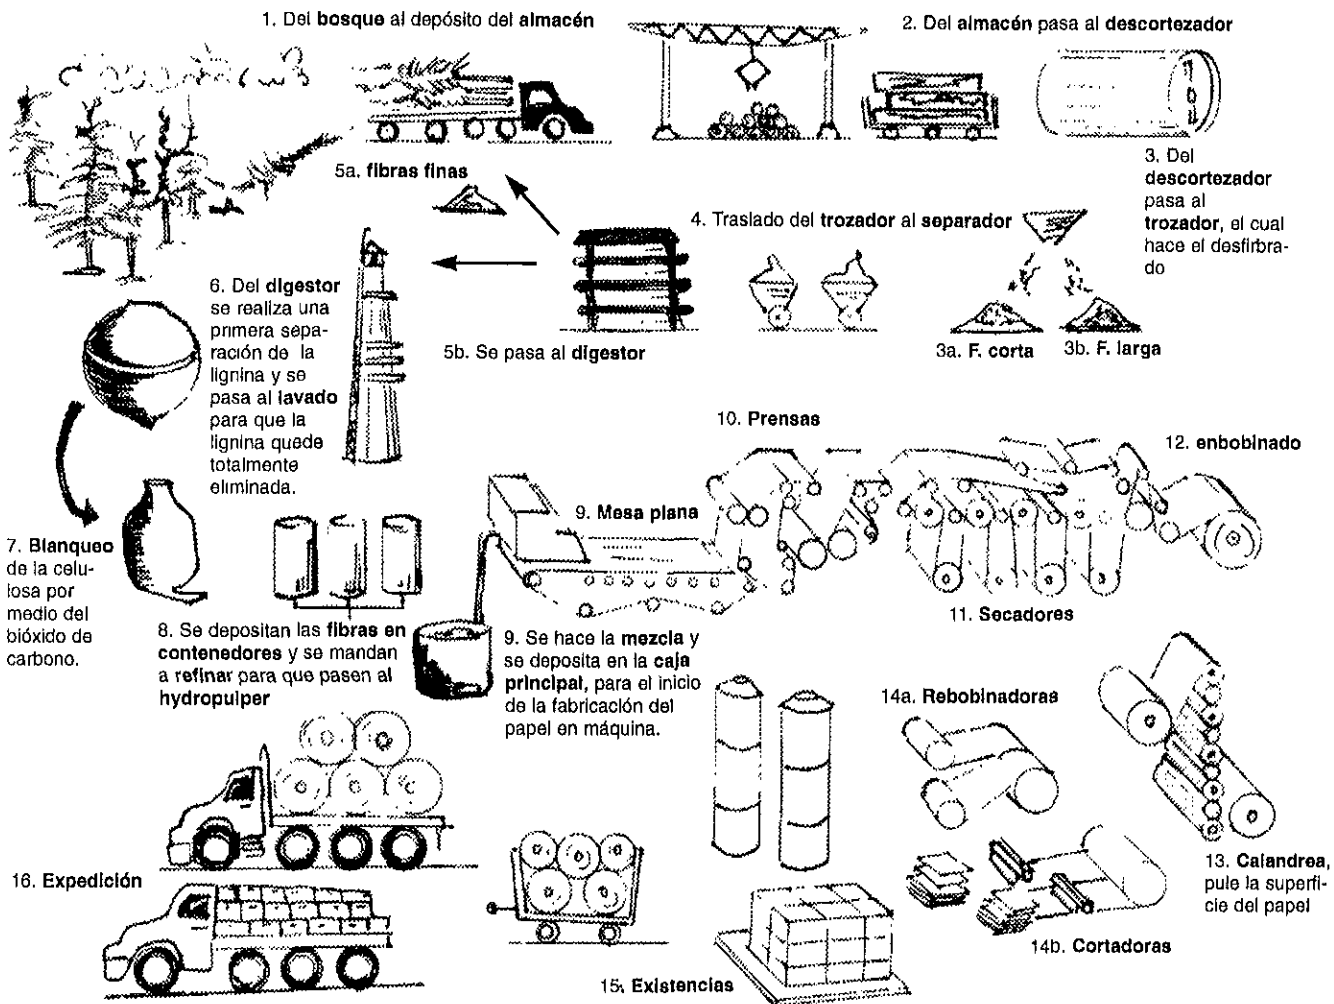 1. Del bosque al depósito del almacén
2. Del almacén pasa al descortezador
3. Del
descortezador
pasa al
trozador, el cual
hace el desfirbra-
do
3a. F. corta
3b. F. larga
4. Traslado del trozador al separador
5a. fibras finas
5b. Se pasa al digestor
6. Del digestor
se realiza una
primera sepa-
ración de la
lignina y se
pasa al lavado
para que la
lignina quede
totalmente
eliminada.
7. Blanqueo
de la celu-
losa por
medio del
bióxido de
carbono.
8. Se depositan las fibras en
contenedores y se mandan
a refinar para que pasen al
hydropulper
9. Se hace la mezcla y
se deposita en la caja
principal, para el inicio
de la fabricación del
papel en máquina.
9. Mesa plana
10. Prensas
11. Secadores
12. enbobinado
13. Calandrea,
pule la superfi-
cie del papel
14a. Rebobinadoras
14b. Cortadoras
15. Existencias
16. Expedición